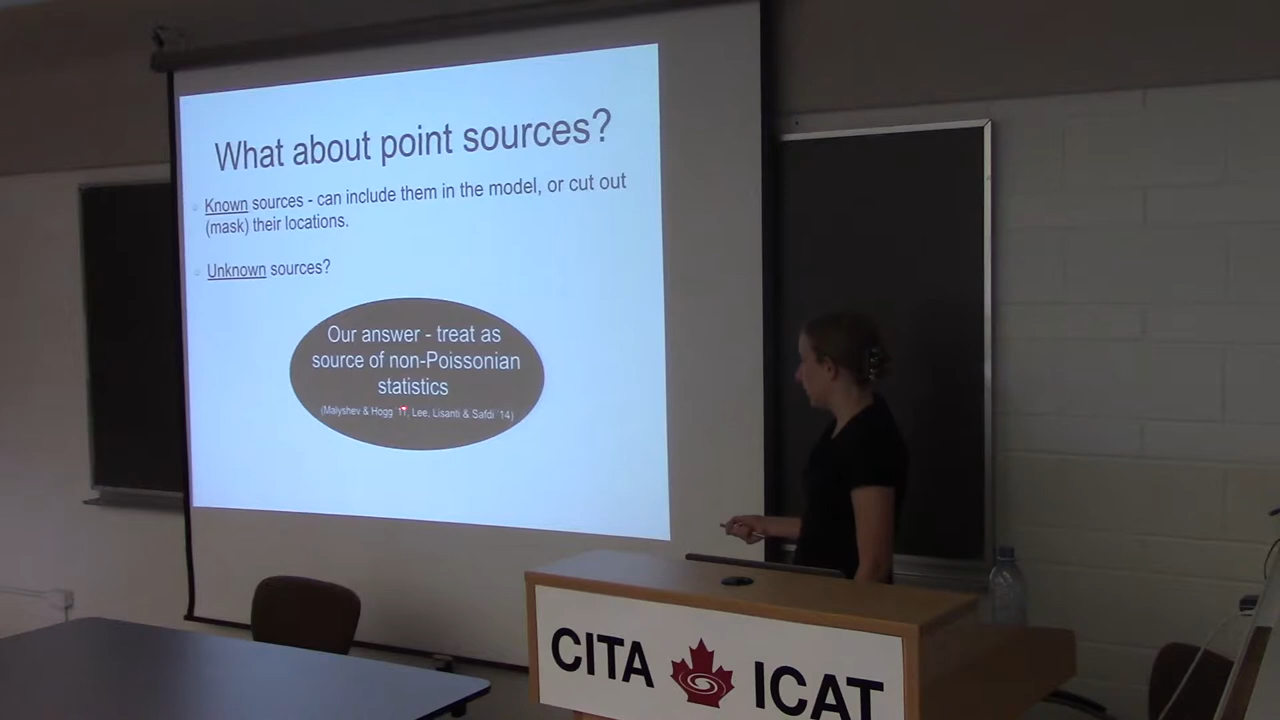 What about point sources?
Known sources - can include them in the model, or cut out
(mask) their locations.
Unknown sources?
Our answer - treat as
source of non-Poissonian
statistics
(Malyshev & Hogg '11, Lee, Lisanti & Safdi '14)
CITA ICAT